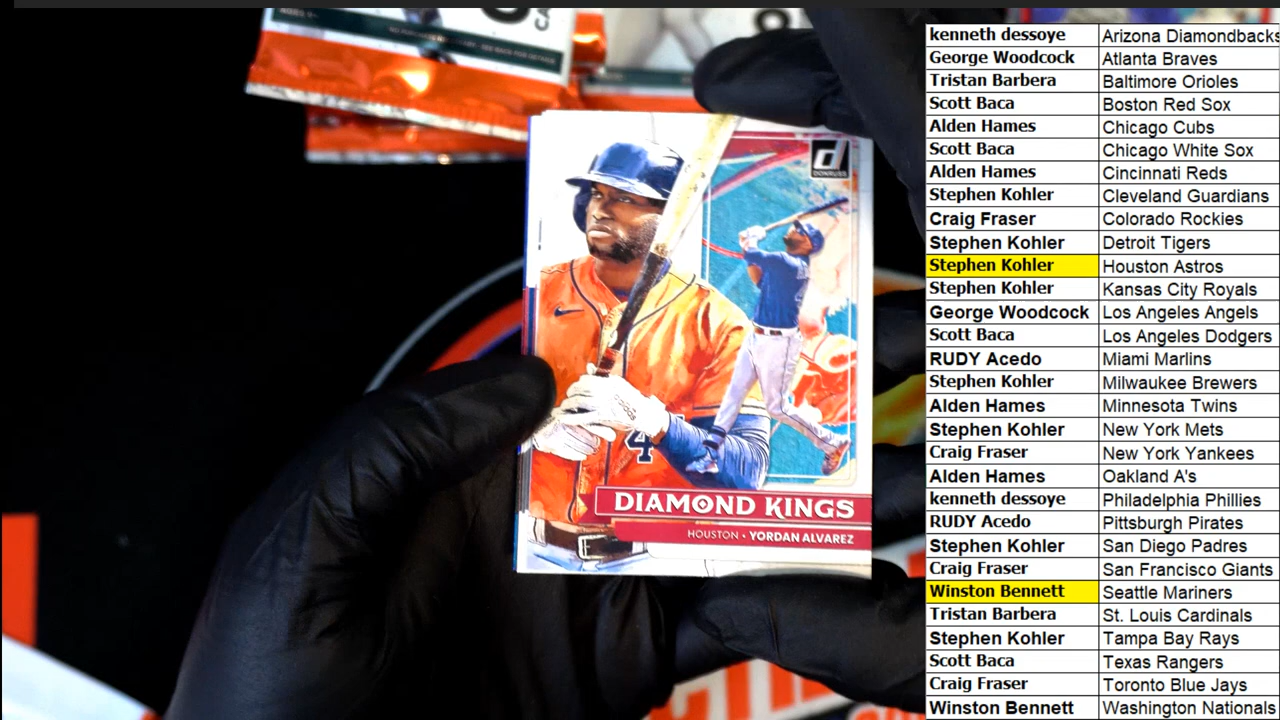 d
DONRUSS
4
DIAMOND KINGS
HOUSTON • YORDAN ALVAREZ
kenneth dessoye Arizona Diamondbacks
George Woodcock Atlanta Braves
Tristan Barbera Baltimore Orioles
Scott Baca Boston Red Sox
Alden Hames Chicago Cubs
Scott Baca Chicago White Sox
Alden Hames Cincinnati Reds
Stephen Kohler Cleveland Guardians
Craig Fraser Colorado Rockies
Stephen Kohler Detroit Tigers
Stephen Kohler Houston Astros
Stephen Kohler Kansas City Royals
George Woodcock Los Angeles Angels
Scott Baca Los Angeles Dodgers
RUDY Acedo Miami Marlins
Stephen Kohler Milwaukee Brewers
Alden Hames Minnesota Twins
Stephen Kohler New York Mets
Craig Fraser New York Yankees
Alden Hames Oakland A's
kenneth dessoye Philadelphia Phillies
RUDY Acedo Pittsburgh Pirates
Stephen Kohler San Diego Padres
Craig Fraser San Francisco Giants
Winston Bennett Seattle Mariners
Tristan Barbera St. Louis Cardinals
Stephen Kohler Tampa Bay Rays
Scott Baca Texas Rangers
Craig Fraser Toronto Blue Jays
Winston Bennett Washington Nationals